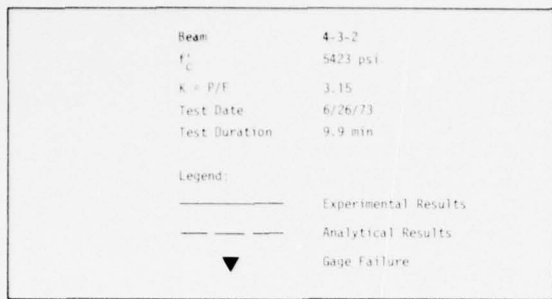 Beam 4-3-2
f'c 5423 psi
K = P/F 3.15
Test Date 6/26/73
Test Duration 9.9 min
Legend:
Experimental Results
Analytical Results
Gage Failure